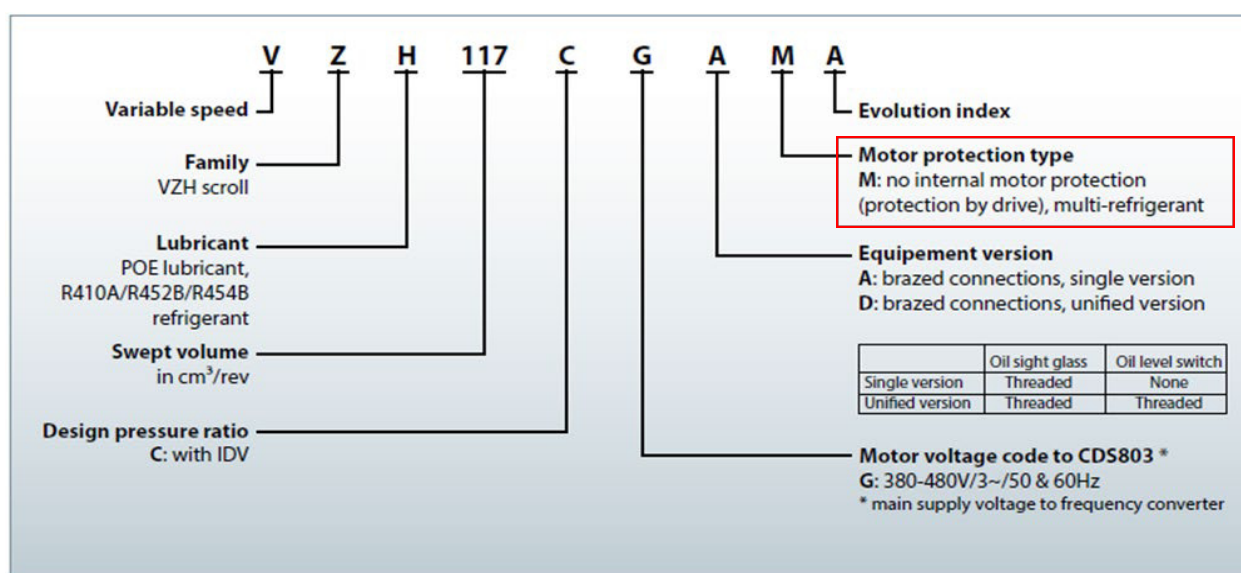 V Z H 117 C G A M A
Variable speed
Family
VZH scroll
Lubricant
POE lubricant,
R410A/R452B/R454B
refrigerant
Swept volume
in cm³/rev
Design pressure ratio
C: with IDV
Evolution index
Motor protection type
M: no internal motor protection
(protection by drive), multi-refrigerant
Equipement version
A: brazed connections, single version
D: brazed connections, unified version
Oil sight glass Oil level switch
Single version Threaded None
Unified version Threaded Threaded
Motor voltage code to CDS803 *
G: 380-480V/3~/50 & 60Hz
* main supply voltage to frequency converter